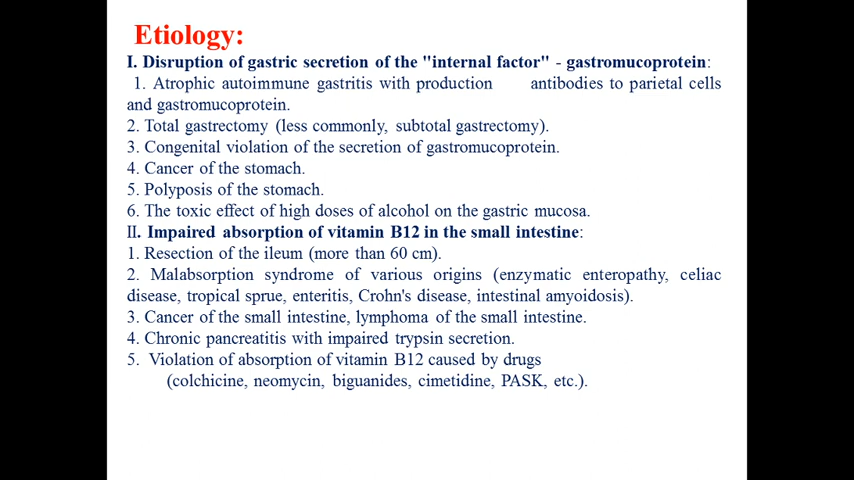 Etiology:
I. Disruption of gastric secretion of the "internal factor" - gastromucoprotein:
1. Atrophic autoimmune gastritis with production antibodies to parietal cells
and gastromucoprotein.
2. Total gastrectomy (less commonly, subtotal gastrectomy).
3. Congenital violation of the secretion of gastromucoprotein.
4. Cancer of the stomach.
5. Polyposis of the stomach.
6. The toxic effect of high doses of alcohol on the gastric mucosa.
II. Impaired absorption of vitamin B12 in the small intestine:
1. Resection of the ileum (more than 60 cm).
2. Malabsorption syndrome of various origins (enzymatic enteropathy, celiac
disease, tropical sprue, enteritis, Crohn's disease, intestinal amyoidosis).
3. Cancer of the small intestine, lymphoma of the small intestine.
4. Chronic pancreatitis with impaired trypsin secretion.
5. Violation of absorption of vitamin B12 caused by drugs
(colchicine, neomycin, biguanides, cimetidine, PASK, etc.).